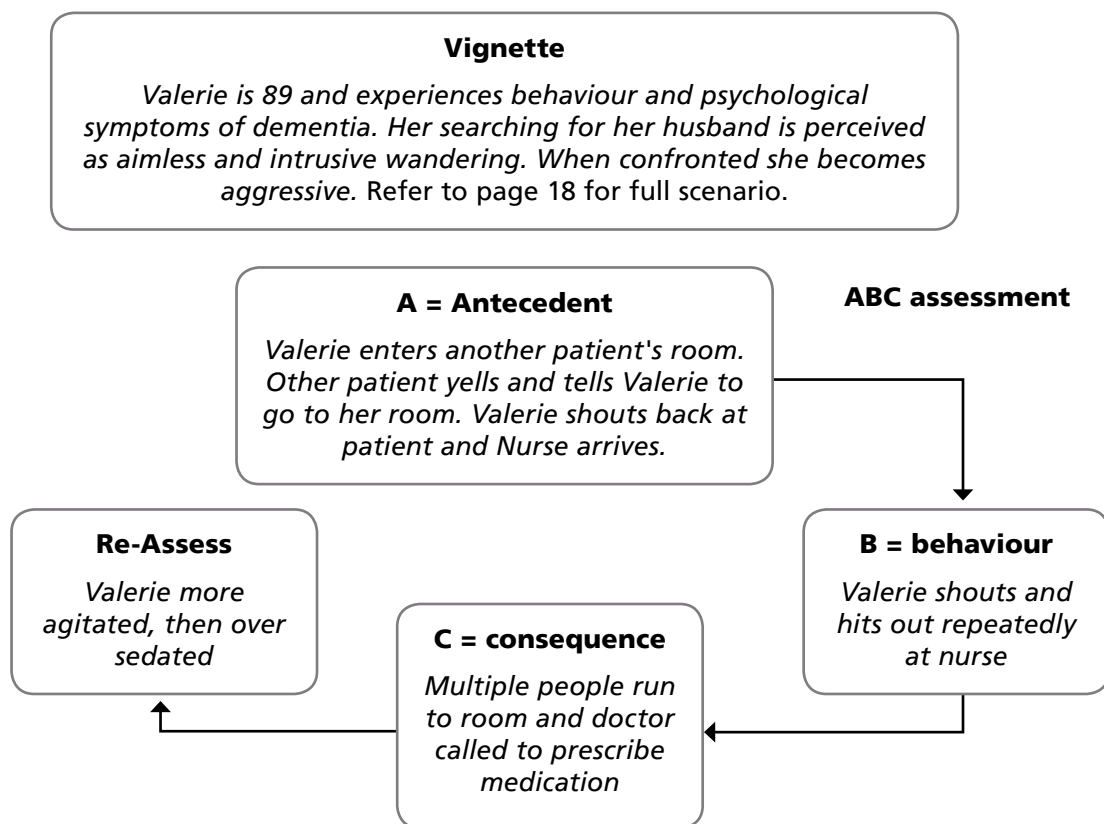 Vignette
Valerie is 89 and experiences behaviour and psychological
symptoms of dementia. Her searching for her husband is perceived
as aimless and intrusive wandering. When confronted she becomes
aggressive. Refer to page 18 for full scenario.
A = Antecedent
Valerie enters another patient's room.
Other patient yells and tells Valerie to
go to her room. Valerie shouts back at
patient and Nurse arrives.
ABC assessment
B = behaviour
Valerie shouts and
hits out repeatedly
at nurse
C = consequence
Multiple people run
to room and doctor
called to prescribe
medication
Re-Assess
Valerie more
agitated, then over
sedated